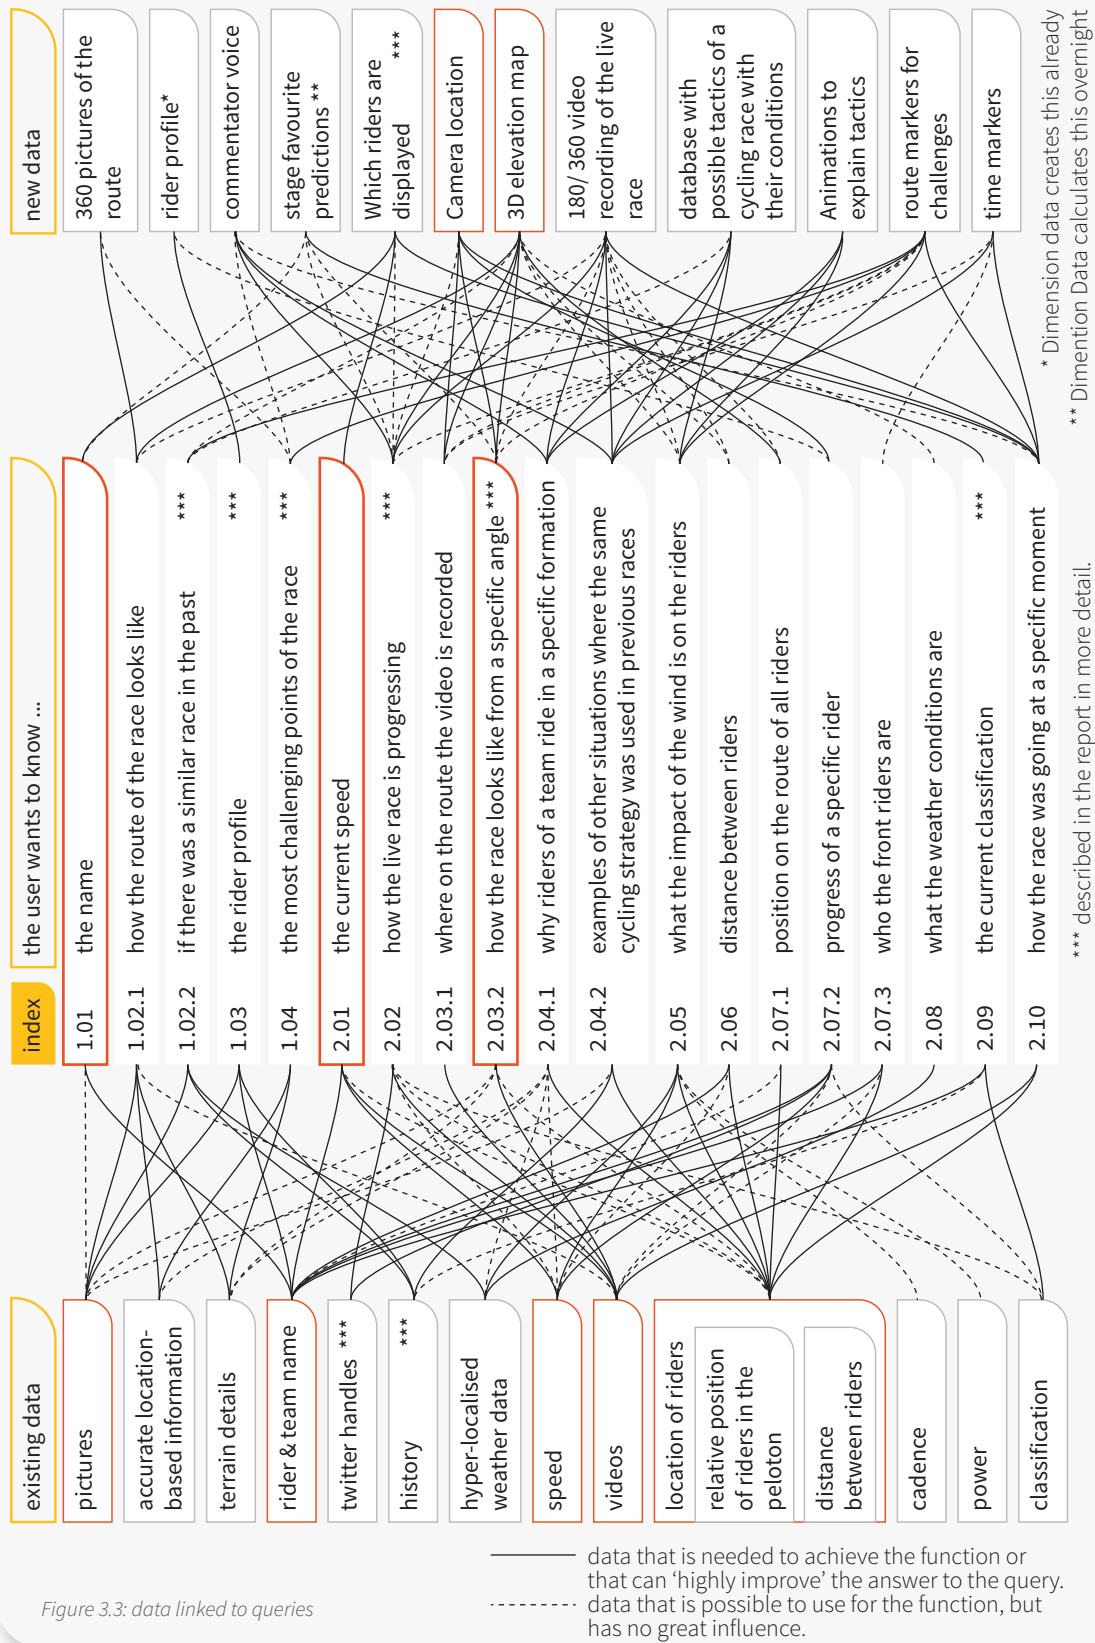 existing data
pictures
accurate location-
based information
terrain details
rider & team name
twitter handles ***
history ***
hyper-localised
weather data
speed
videos
location of riders
relative position
of riders in the
peloton
distance
between riders
cadence
power
classification
index
the user wants to know ...
1.01 the name
1.02.1 how the route of the race looks like
1.02.2 if there was a similar race in the past ***
1.03 the rider profile ***
1.04 the most challenging points of the race ***
2.01 the current speed
2.02 how the live race is progressing ***
2.03.1 where on the route the video is recorded
2.03.2 how the race looks like from a specific angle ***
2.04.1 why riders of a team ride in a specific formation
2.04.2 examples of other situations where the same
cycling strategy was used in previous races
2.05 what the impact of the wind is on the riders
2.06 distance between riders
2.07.1 position on the route of all riders
2.07.2 progress of a specific rider
2.07.3 who the front riders are
2.08 what the weather conditions are
2.09 the current classification ***
2.10 how the race was going at a specific moment
*** described in the report in more detail.
new data
360 pictures of the
route
rider profile*
commentator voice
stage favourite
predictions **
Which riders are
displayed ***
Camera location
3D elevation map
180/ 360 video
recording of the live
race
database with
possible tactics of a
cycling race with
their conditions
Animations to
explain tactics
route markers for
challenges
time markers
* Dimension data creates this already
** Dimention Data calculates this overnight
data that is needed to achieve the function or
that can ‘highly improve’ the answer to the query.
data that is possible to use for the function, but
has no great influence.
Figure 3.3: data linked to queries